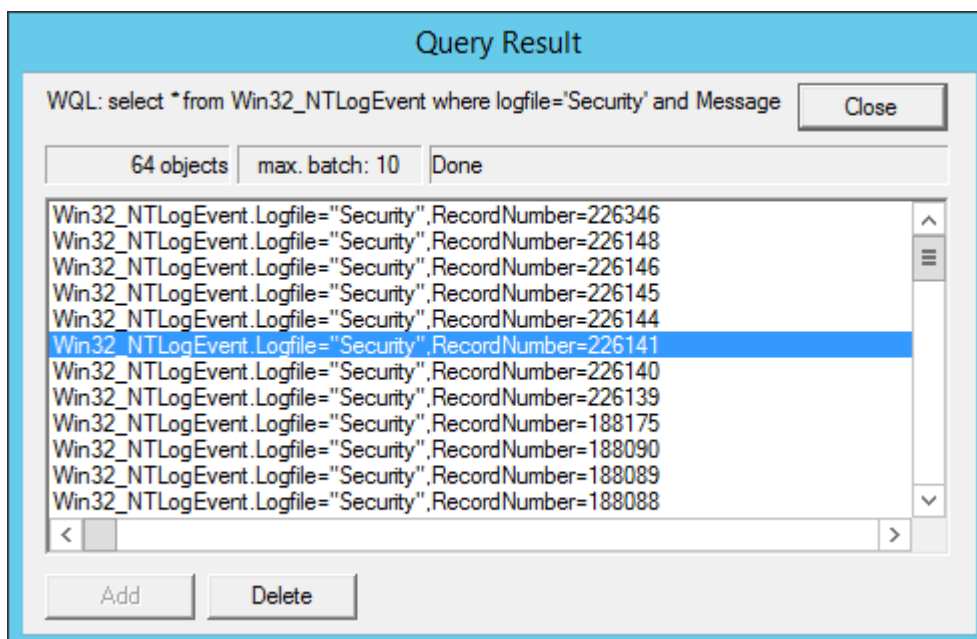 Query Result
WQL: select * from Win32_NTLogEvent where logfile='Security' and Message
Close
64 objects
max. batch: 10
Done
Win32_NTLogEvent.Logfile="Security",RecordNumber=226346
Win32_NTLogEvent.Logfile="Security",RecordNumber=226148
Win32_NTLogEvent.Logfile="Security",RecordNumber=226146
Win32_NTLogEvent.Logfile="Security",RecordNumber=226145
Win32_NTLogEvent.Logfile="Security",RecordNumber=226144
Win32_NTLogEvent.Logfile="Security",RecordNumber=226141
Win32_NTLogEvent.Logfile="Security",RecordNumber=226140
Win32_NTLogEvent.Logfile="Security",RecordNumber=226139
Win32_NTLogEvent.Logfile="Security",RecordNumber=188175
Win32_NTLogEvent.Logfile="Security",RecordNumber=188090
Win32_NTLogEvent.Logfile="Security",RecordNumber=188089
Win32_NTLogEvent.Logfile="Security",RecordNumber=188088
Add
Delete